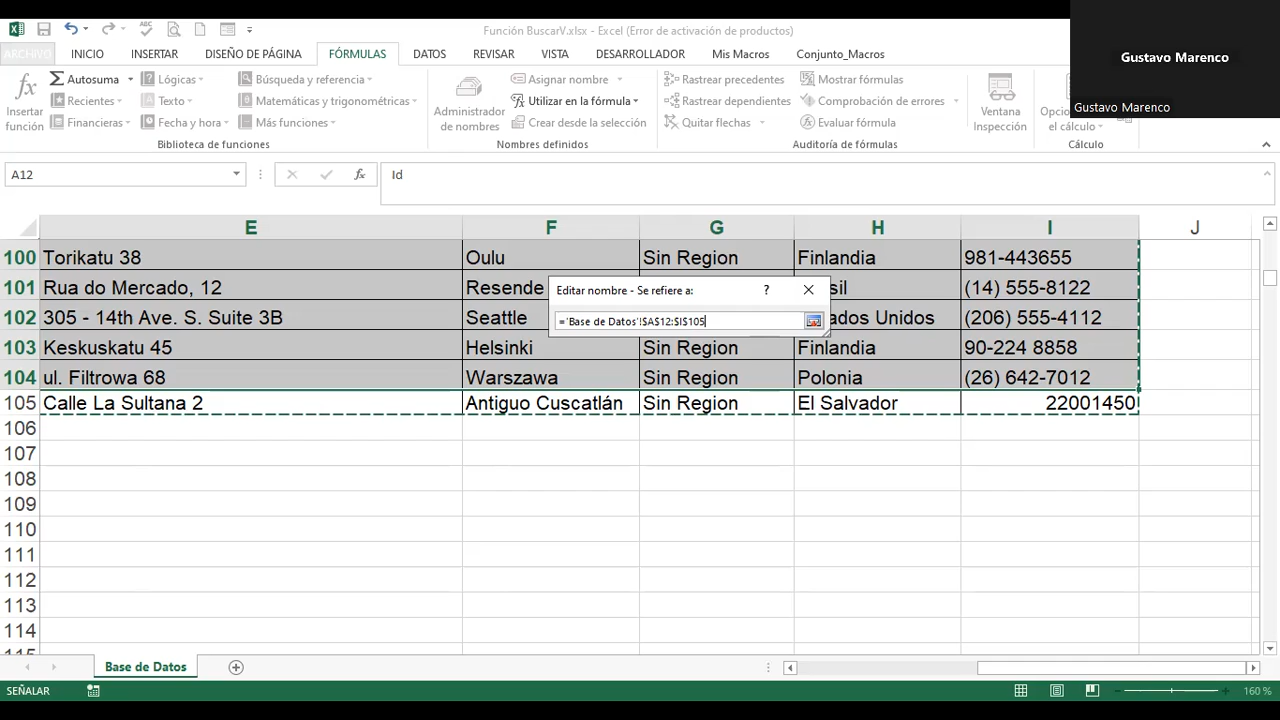 Función BuscarV.xlsx - Excel (Error de activación de productos)
Gustavo Marenco
Gustavo Marenco
ARCHIVO INICIO INSERTAR DISEÑO DE PÁGINA FÓRMULAS DATOS REVISAR VISTA DESARROLLADOR Mis Macros Conjunto_Macros
fx Insertar función
Autosuma
Recientes
Financieras
Lógicas
Texto
Fecha y hora
Búsqueda y referencia
Matemáticas y trigonométricas
Más funciones
Biblioteca de funciones
Administrador de nombres
Asignar nombre
Utilizar en la fórmula
Crear desde la selección
Nombres definidos
Rastrear precedentes
Rastrear dependientes
Quitar flechas
Mostrar fórmulas
Comprobación de errores
Evaluar fórmula
Auditoría de fórmulas
Ventana Inspección
el cálculo
Cálculo
A12 fx Id
E F G H I J
100 Torikatu 38 Oulu Sin Region Finlandia 981-443655
101 Rua do Mercado, 12 Resende (14) 555-8122
102 305 - 14th Ave. S. Suite 3B Seattle Unidos (206) 555-4112
103 Keskuskatu 45 Helsinki Sin Region Finlandia 90-224 8858
104 ul. Filtrowa 68 Warszawa Sin Region Polonia (26) 642-7012
105 Calle La Sultana 2 Antiguo Cuscatlán Sin Region El Salvador 22001450
106
107
108
109
110
111
112
113
114
Editar nombre - Se refiere a: ?
='Base de Datos'!$A$12:$I$105
Base de Datos
SEÑALAR 160 %